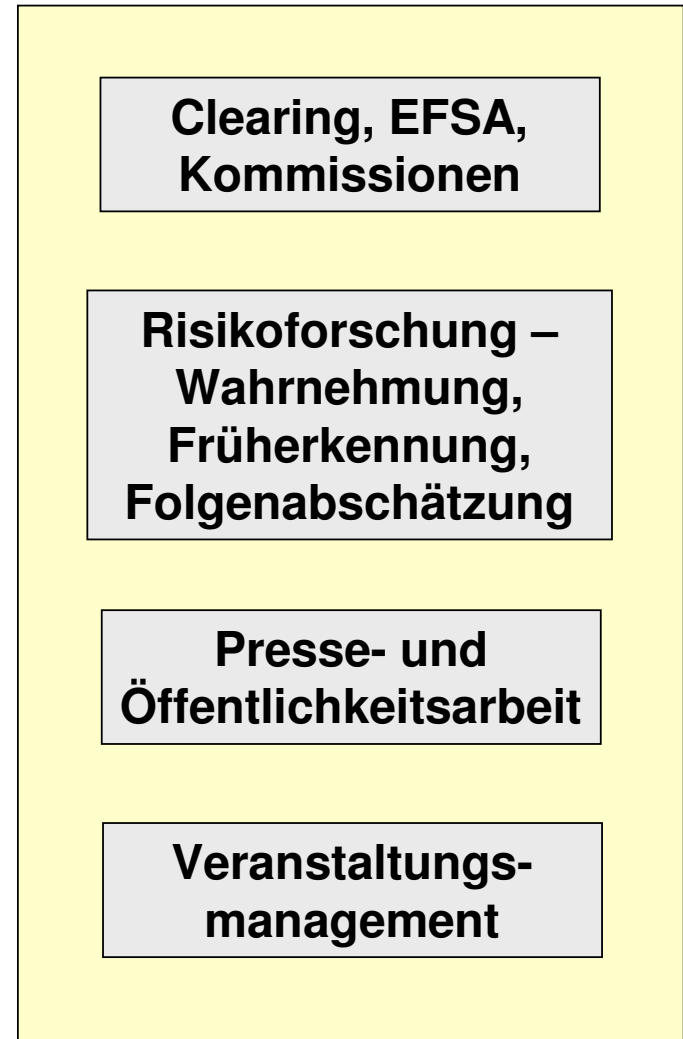 Clearing, EFSA,
Kommissionen
Risikoforschung –
Wahrnehmung,
Früherkennung,
Folgenabschätzung
Presse- und
Öffentlichkeitsarbeit
Veranstaltungs-
management